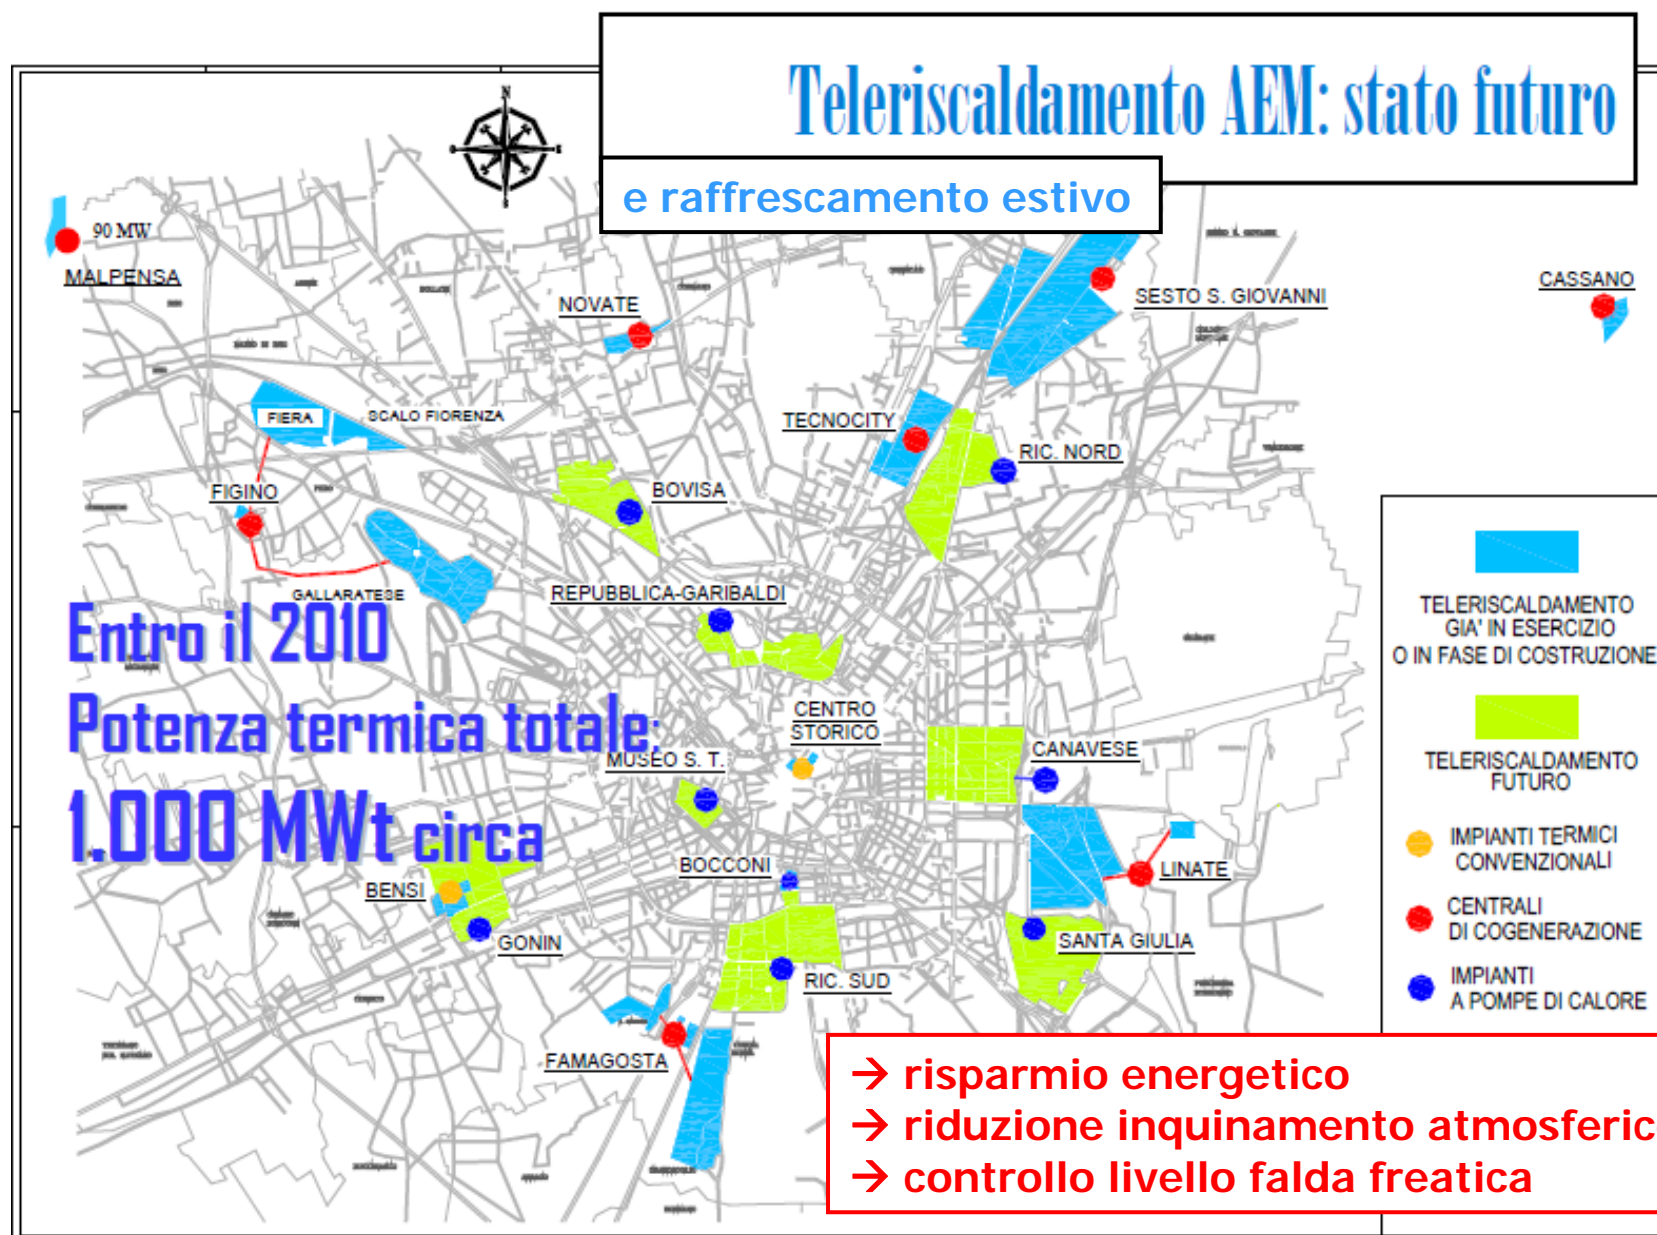 Teleriscaldamento AEM: stato futuro
e raffrescamento estivo
N
90 MW
MALPENSA
NOVATE
SESTO S. GIOVANNI
CASSANO
FIERA
SCALO FIORENZA
TECNOCITY
RIC. NORD
FIGINO
BOVISA
GALLARATESE
REPUBBLICA-GARIBALDI
Entro il 2010
Potenza termica totale:
1.000 MWt circa
CENTRO
STORICO
MUSEO S. T.
CANAVESE
BOCCONI
LINATE
BENSI
GONIN
SANTA GIULIA
RIC. SUD
FAMAGOSTA
TELERISCALDAMENTO
GIA' IN ESERCIZIO
O IN FASE DI COSTRUZIONE
TELERISCALDAMENTO
FUTURO
IMPIANTI TERMICI
CONVENZIONALI
CENTRALI
DI COGENERAZIONE
IMPIANTI
A POMPE DI CALORE
→ risparmio energetico
→ riduzione inquinamento atmosferic
→ controllo livello falda freatica